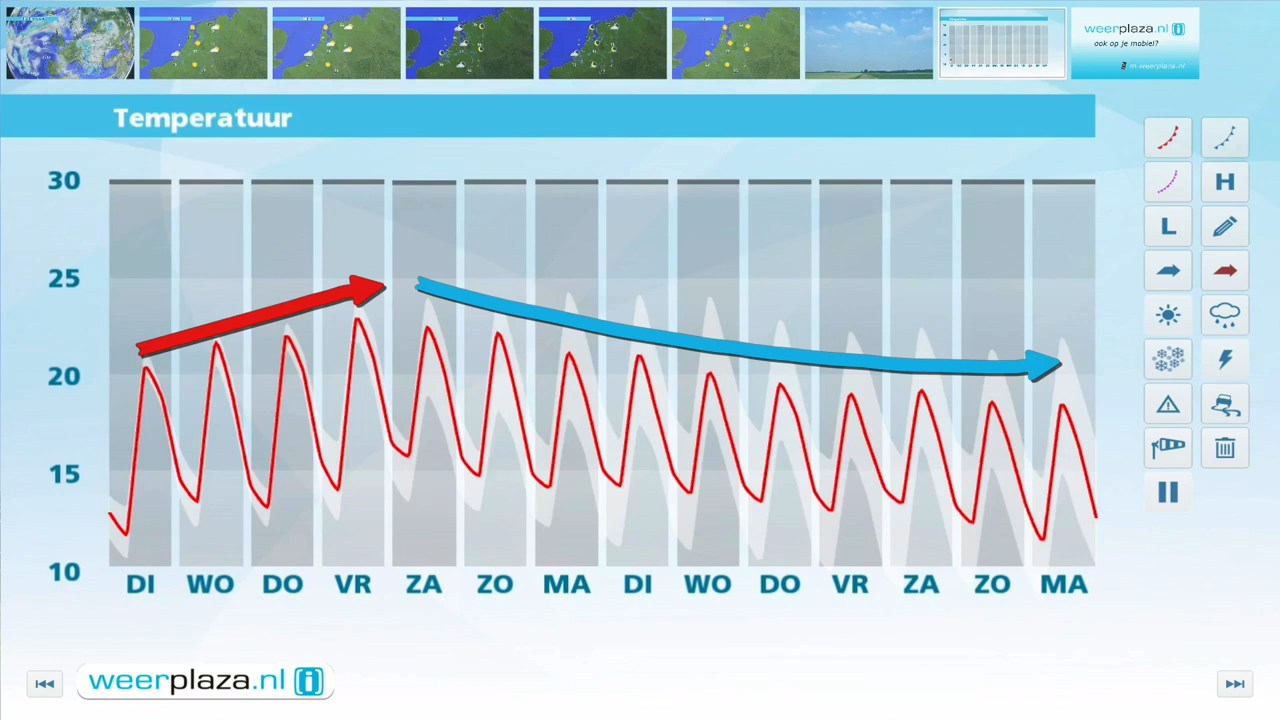 weerplaza.nl i
ook op je mobiel?
m.weerplaza.nl
Temperatuur
30
25
20
15
10
DI WO DO VR ZA ZO MA DI WO DO VR ZA ZO MA
H
L
weerplaza.nl i